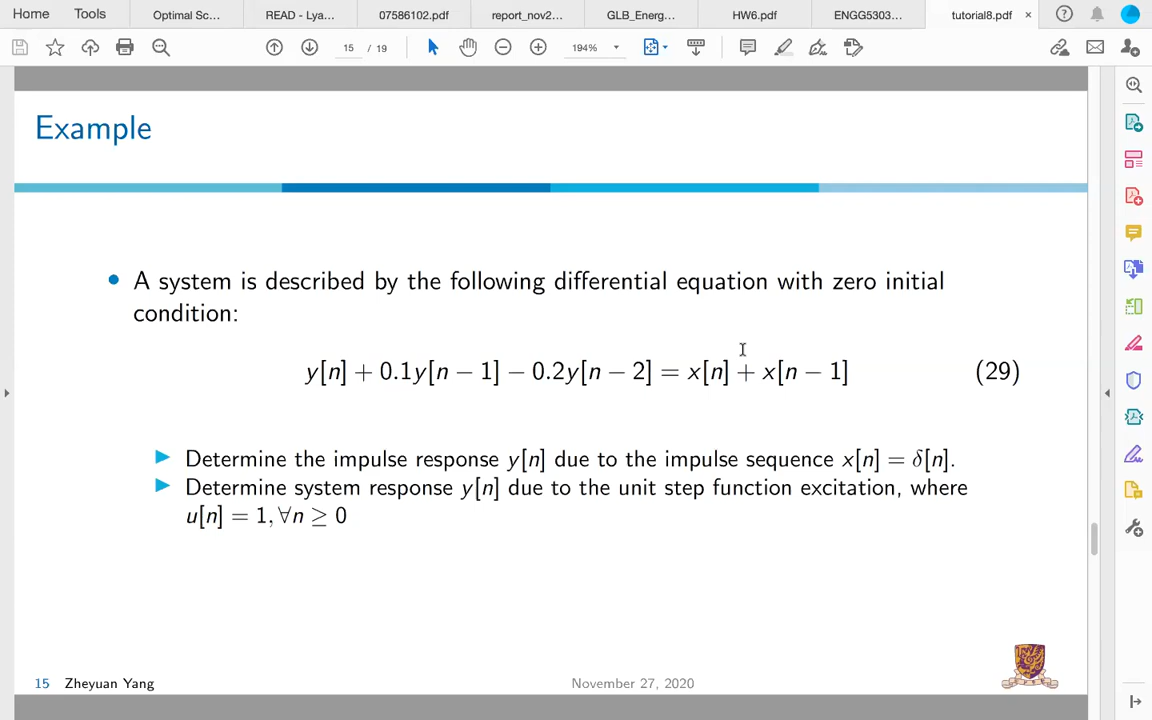 Home Tools Optimal Sc... READ - Lya... 07586102.pdf report_nov2... GLB_Energ... HW6.pdf ENGG5303... tutorial8.pdf ×
15 / 19 194%
Example
• A system is described by the following differential equation with zero initial
condition:
y[n] + 0.1y[n − 1] − 0.2y[n − 2] = x[n] + x[n − 1] (29)
Determine the impulse response y[n] due to the impulse sequence x[n] = δ[n].
Determine system response y[n] due to the unit step function excitation, where
u[n] = 1, ∀n ≥ 0
15 Zheyuan Yang November 27, 2020